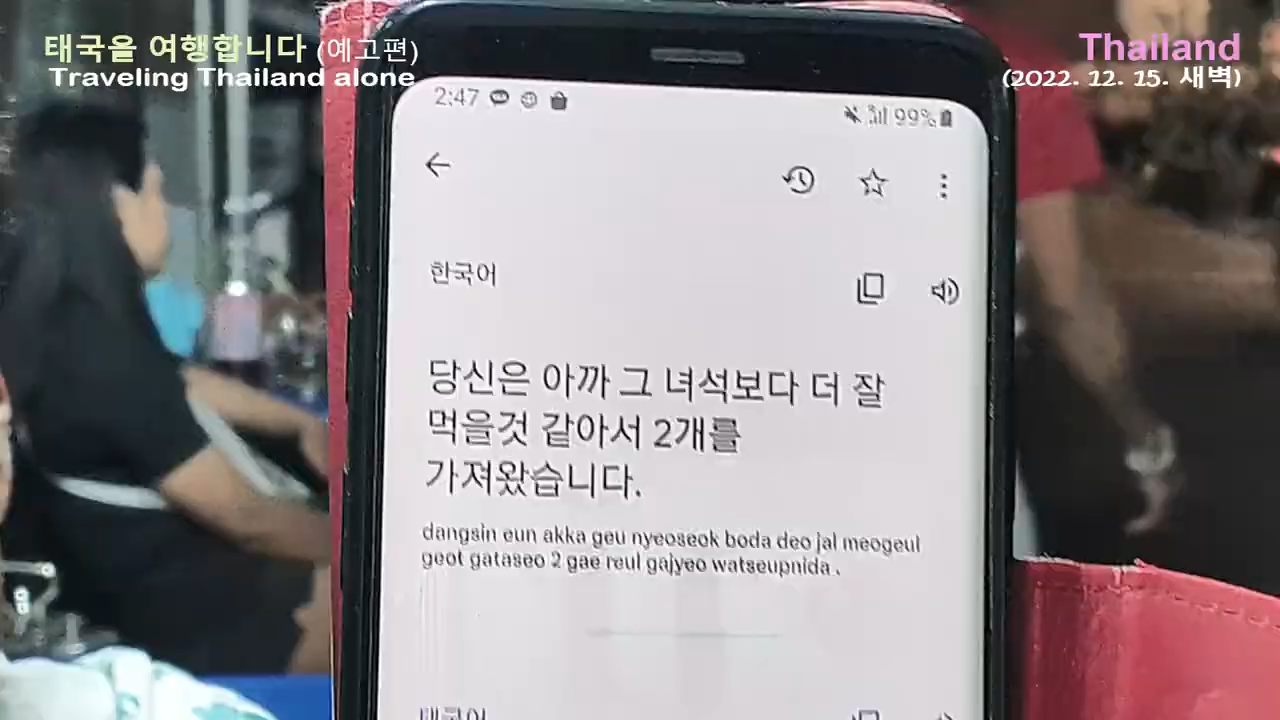 태국을 여행합니다 (예고편)
Traveling Thailand alone
Thailand
(2022. 12. 15. 새벽)
2:47
99%
한국어
당신은 아까 그 녀석보다 더 잘
먹을것 같아서 2개를
가져왔습니다.
dangsin eun akka geu nyeoseok boda deo jal meogeul
geot gataseo 2 gae reul gajyeo watseupnida .
태국어